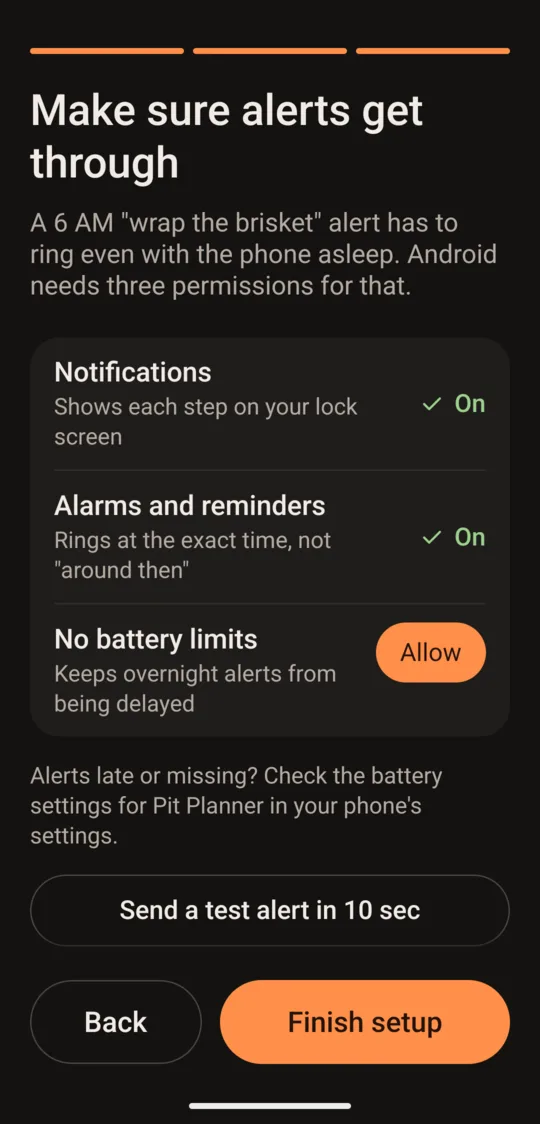 Make sure alerts get
through
A 6 AM "wrap the brisket" alert has to
ring even with the phone asleep. Android
needs three permissions for that.
Notifications
Shows each step on your lock
screen
On
Alarms and reminders
Rings at the exact time, not
"around then"
On
No battery limits
Keeps overnight alerts from
being delayed
Allow
Alerts late or missing? Check the battery
settings for Pit Planner in your phone's
settings.
Send a test alert in 10 sec
Back
Finish setup